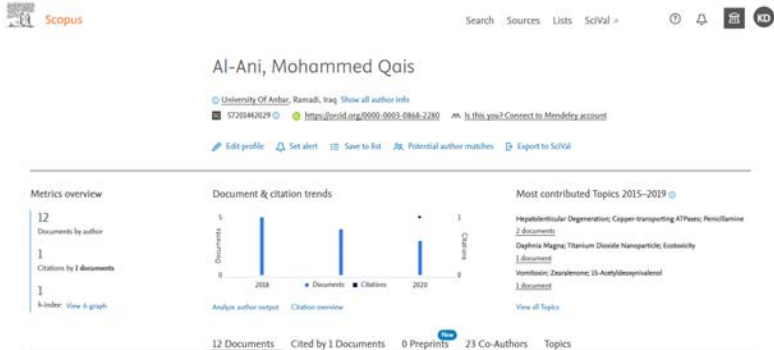 Scopus
Search Sources Lists SciVal
KD
Al-Ani, Mohammed Qais
University Of Anbar, Ramadi, Iraq Show all author info
SC 57201442029 https://orcid.org/0000-0003-0868-2280 Is this you? Connect to Mendeley account
Edit profile Set alert Save to list Potential author matches Export to SciVal
Metrics overview
12
Documents by author
1
Citations by 1 documents
1
h-index: View h-graph
Document & citation trends
5
0
Documents
1
0
Citations
2018
2020
Documents Citations
Analyze author output Citation overview
Most contributed Topics 2015–2019
Hepatolenticular Degeneration; Copper-transporting ATPases; Penicillamine
2 documents
Daphnia Magna; Titanium Dioxide Nanoparticle; Ecotoxicity
1 document
Vomitoxin; Zearalenone; 15-Acetyldeoxynivalenol
1 document
View all Topics
New
12 Documents Cited by 1 Documents 0 Preprints 23 Co-Authors Topics